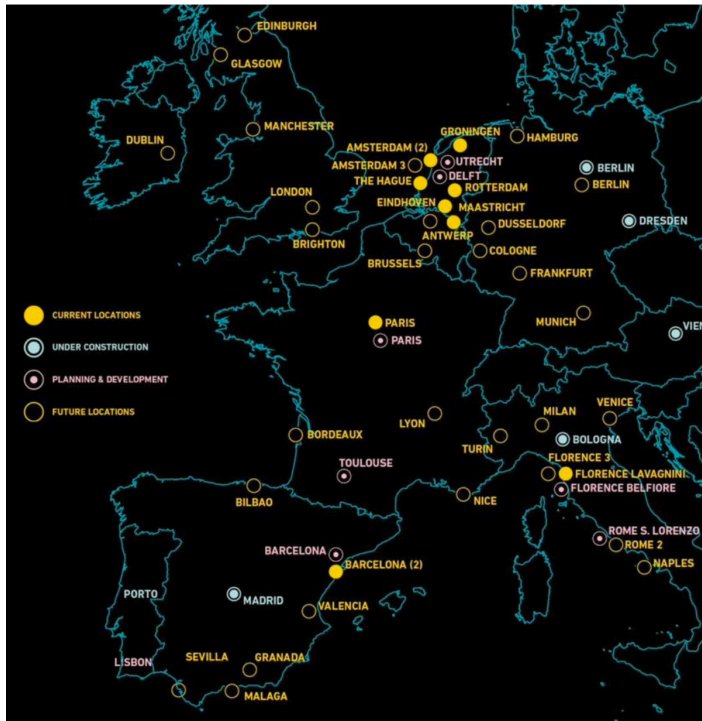 EDINBURGH
GLASGOW
MANCHESTER
DUBLIN
LONDON
BRIGHTON
GRONINGEN
HAMBURG
AMSTERDAM (2)
UTRECHT
AMSTERDAM 3
DELFT
THE HAGUE
ROTTERDAM
EINDHOVEN
MAASTRICHT
ANTWERP
DUSSELDORF
BRUSSELS
COLOGNE
BERLIN
BERLIN
DRESDEN
FRANKFURT
MUNICH
VIEN
PARIS
PARIS
CURRENT LOCATIONS
UNDER CONSTRUCTION
PLANNING & DEVELOPMENT
FUTURE LOCATIONS
LYON
BORDEAUX
TOULOUSE
NICE
MILAN
VENICE
TURIN
BOLOGNA
FLORENCE 3
FLORENCE LAVAGNINI
FLORENCE BELFIORE
ROME S. LORENZO
ROME 2
NAPLES
BILBAO
BARCELONA
BARCELONA (2)
PORTO
MADRID
VALENCIA
LISBON
SEVILLA
GRANADA
MALAGA